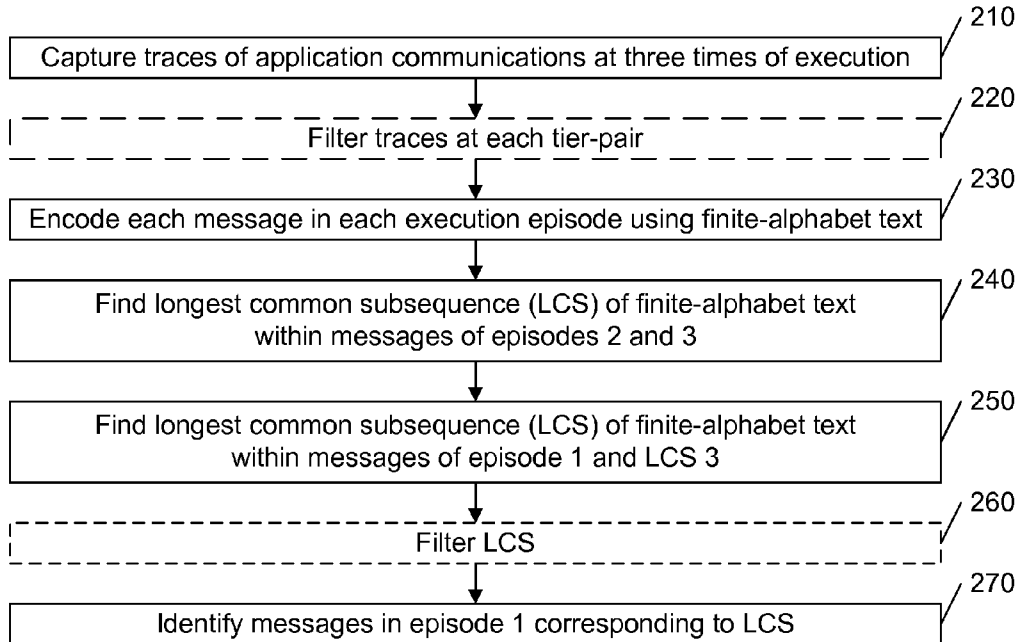 210
Capture traces of application communications at three times of execution
220
Filter traces at each tier-pair
230
Encode each message in each execution episode using finite-alphabet text
240
Find longest common subsequence (LCS) of finite-alphabet text
within messages of episodes 2 and 3
250
Find longest common subsequence (LCS) of finite-alphabet text
within messages of episode 1 and LCS 3
260
Filter LCS
270
Identify messages in episode 1 corresponding to LCS